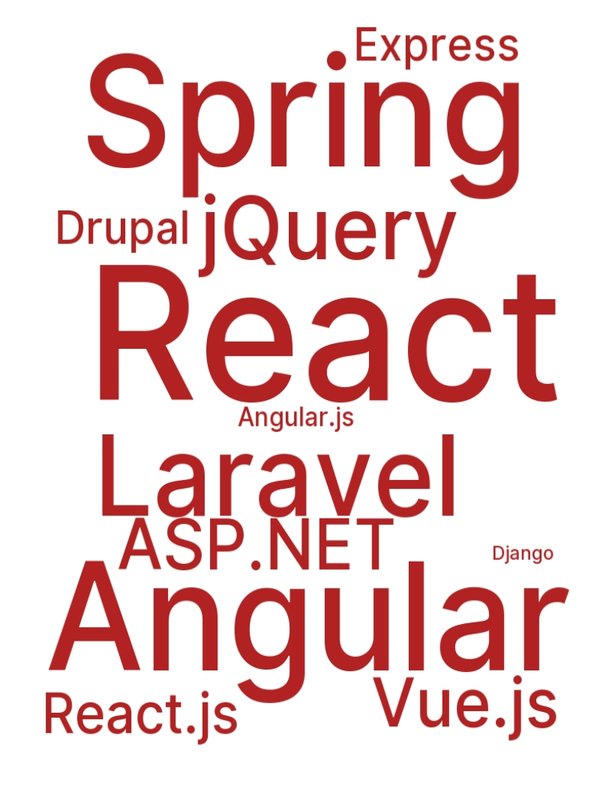 Express
Spring
Drupal
jQuery
React
Angular.js
Laravel
ASP.NET
Django
Angular
React.js
Vue.js